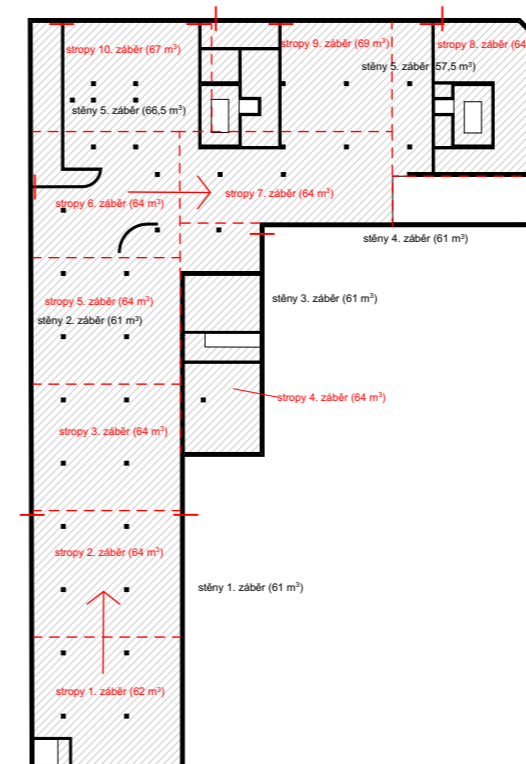 stropy 10. záběr (67 m³)
stropy 9. záběr (69 m³)
stropy 8. záběr (64
stěny 5. záběr (57,5 m³)
stěny 5. záběr (66,5 m³)
stropy 7. záběr (64 m³)
stropy 6. záběr (64 m³)
stěny 4. záběr (61 m³)
stropy 5. záběr (64 m³)
stěny 3. záběr (61 m³)
stěny 2. záběr (61 m³)
stropy 4. záběr (64 m³)
stropy 3. záběr (64 m³)
stropy 2. záběr (64 m³)
stěny 1. záběr (61 m³)
stropy 1. záběr (62 m³)